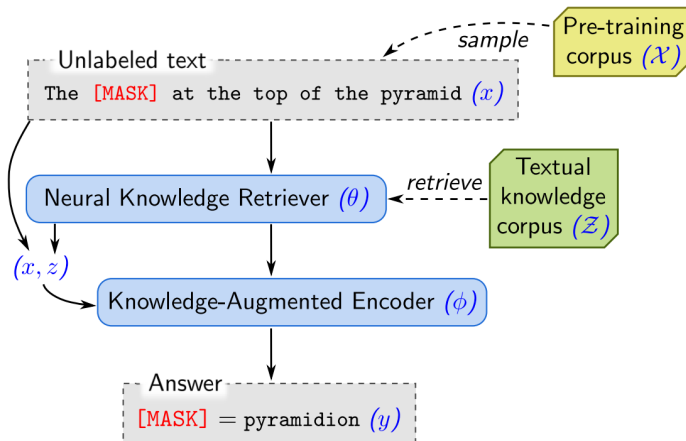 Unlabeled text
The [MASK] at the top of the pyramid (x)
sample
Pre-training
corpus (𝒳)
Neural Knowledge Retriever (θ)
retrieve
Textual
knowledge
corpus (𝒵)
(x, z)
Knowledge-Augmented Encoder (ϕ)
Answer
[MASK] = pyramidion (y)